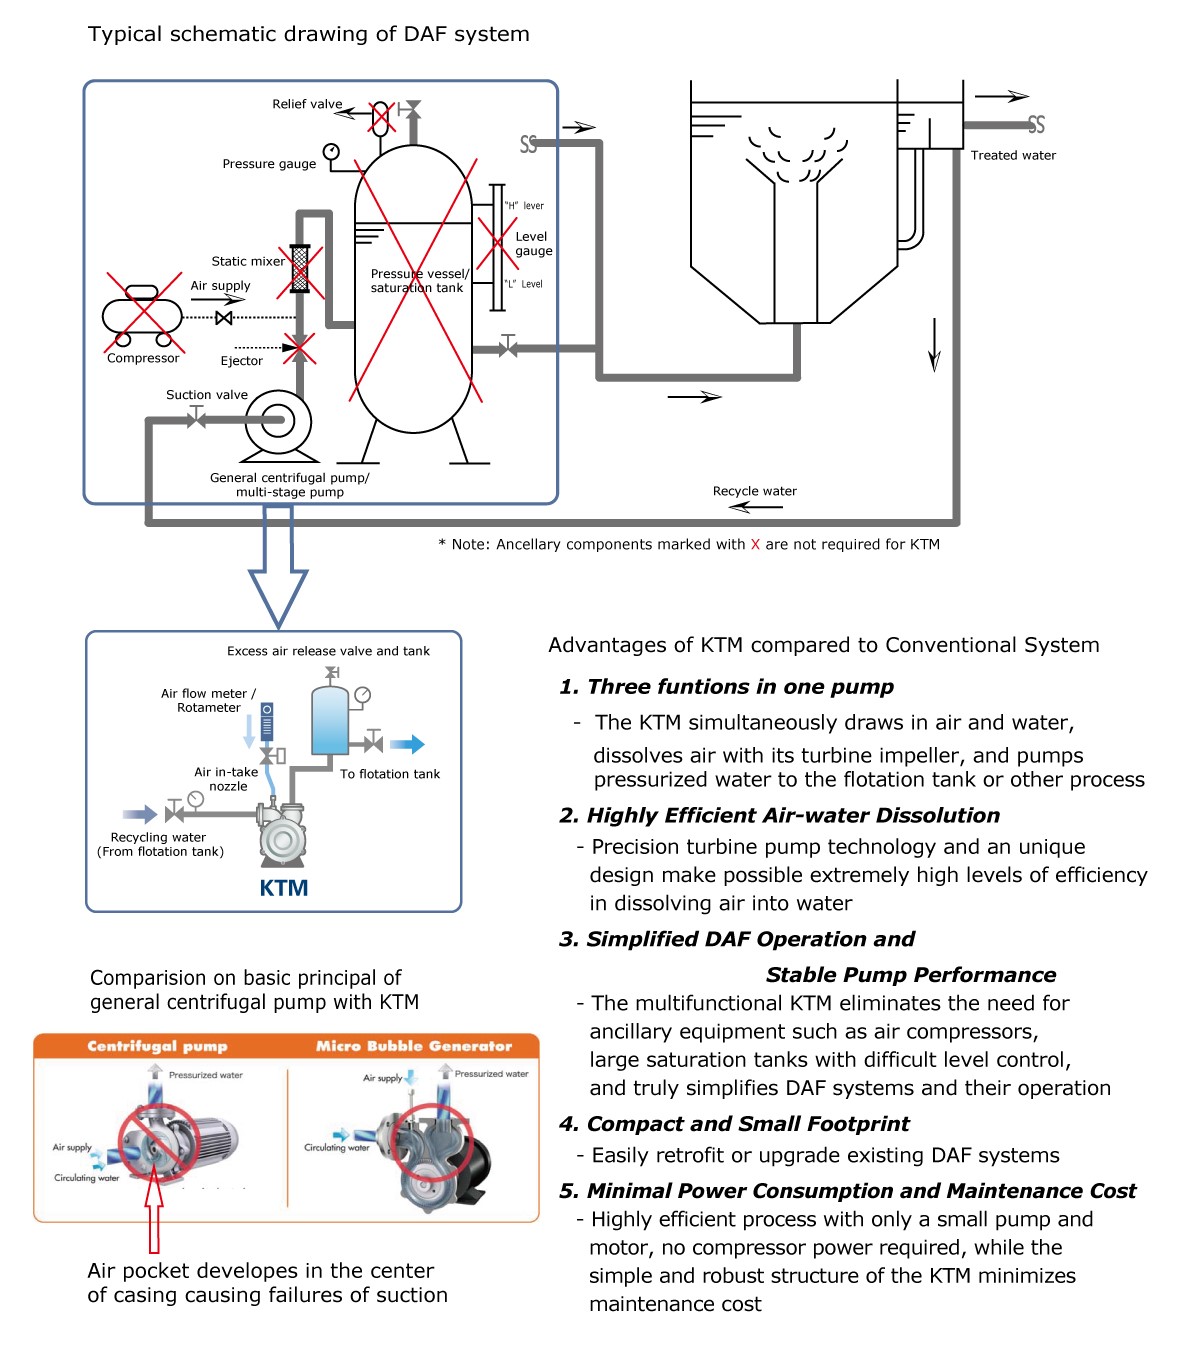 Typical schematic drawing of DAF system
Relief valve
Pressure gauge
SS
SS
Treated water
"H" lever
Level
gauge
Static mixer
Pressure vessel/
saturation tank
"L" Level
Air supply
Compressor
Ejector
Suction valve
General centrifugal pump/
multi-stage pump
Recycle water
* Note: Ancillary components marked with X are not required for KTM
Excess air release valve and tank
Air flow meter /
Rotameter
Air in-take
nozzle
To flotation tank
Recycling water
(From flotation tank)
KTM
Advantages of KTM compared to Conventional System
1. Three funtions in one pump
- The KTM simultaneously draws in air and water,
dissolves air with its turbine impeller, and pumps
pressurized water to the flotation tank or other process
2. Highly Efficient Air-water Dissolution
- Precision turbine pump technology and an unique
design make possible extremely high levels of efficiency
in dissolving air into water
3. Simplified DAF Operation and
Stable Pump Performance
- The multifunctional KTM eliminates the need for
ancillary equipment such as air compressors,
large saturation tanks with difficult level control,
and truly simplifies DAF systems and their operation
4. Compact and Small Footprint
- Easily retrofit or upgrade existing DAF systems
5. Minimal Power Consumption and Maintenance Cost
- Highly efficient process with only a small pump and
motor, no compressor power required, while the
simple and robust structure of the KTM minimizes
maintenance cost
Comparision on basic principal of
general centrifugal pump with KTM
Centrifugal pump
Micro Bubble Generator
Pressurized water
Air supply
Circulating water
Air supply
Pressurized water
Circulating water
Air pocket developes in the center
of casing causing failures of suction